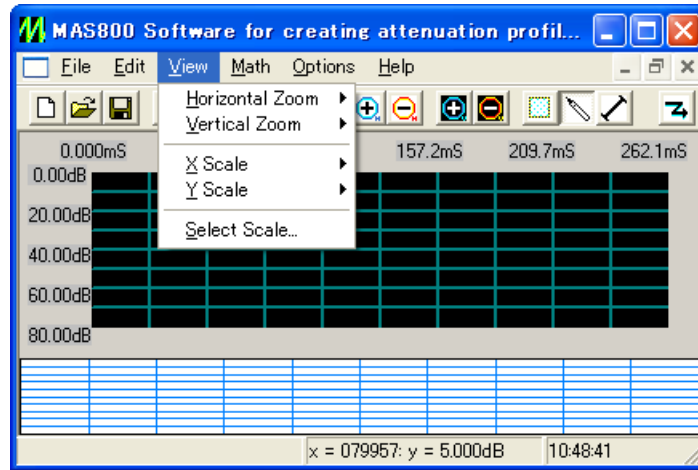 MAS800 Software for creating attenuation profil...
File Edit View Math Options Help
Horizontal Zoom
Vertical Zoom
X Scale
Y Scale
Select Scale...
0.000mS 157.2mS 209.7mS 262.1mS
0.00dB
20.00dB
40.00dB
60.00dB
80.00dB
x = 079957: y = 5.000dB 10:48:41